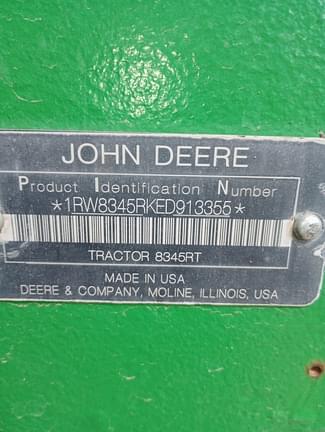 JOHN DEERE
Product Identification Number
*1RW8345RKED913355*
TRACTOR 8345RT
MADE IN USA
DEERE & COMPANY, MOLINE, ILLINOIS, USA